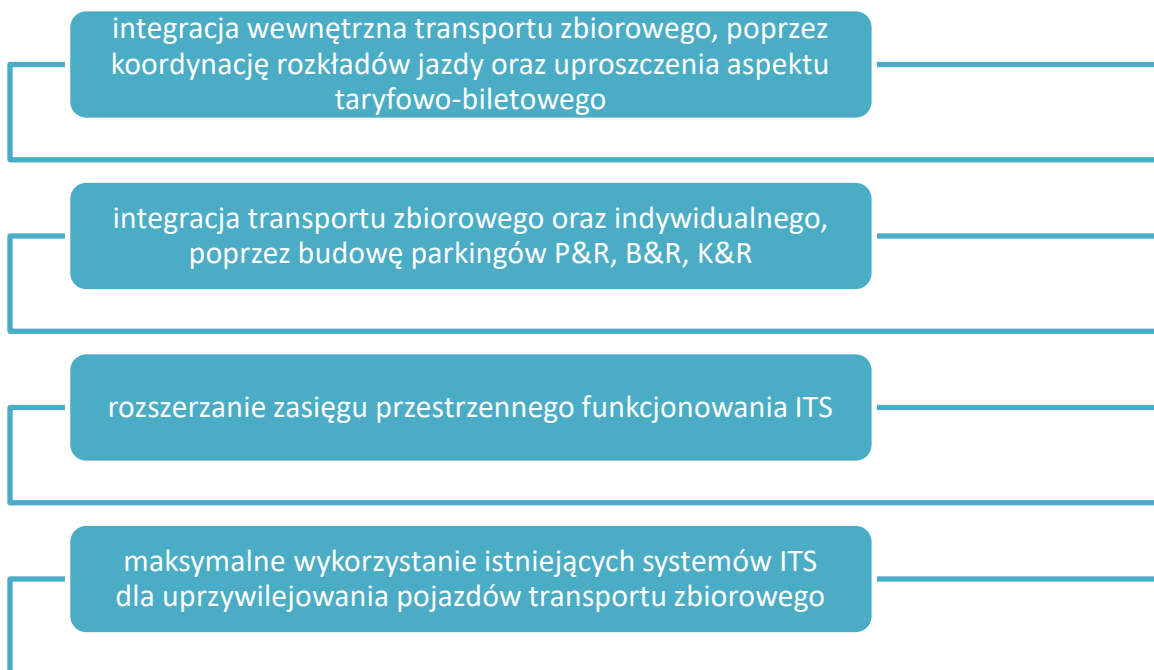 integracja wewnętrzna transportu zbiorowego, poprzez
koordynację rozkładów jazdy oraz uproszczenia aspektu
taryfowo-biletowego
integracja transportu zbiorowego oraz indywidualnego,
poprzez budowę parkingów P&R, B&R, K&R
rozszerzanie zasięgu przestrzennego funkcjonowania ITS
maksymalne wykorzystanie istniejących systemów ITS
dla uprzywilejowania pojazdów transportu zbiorowego